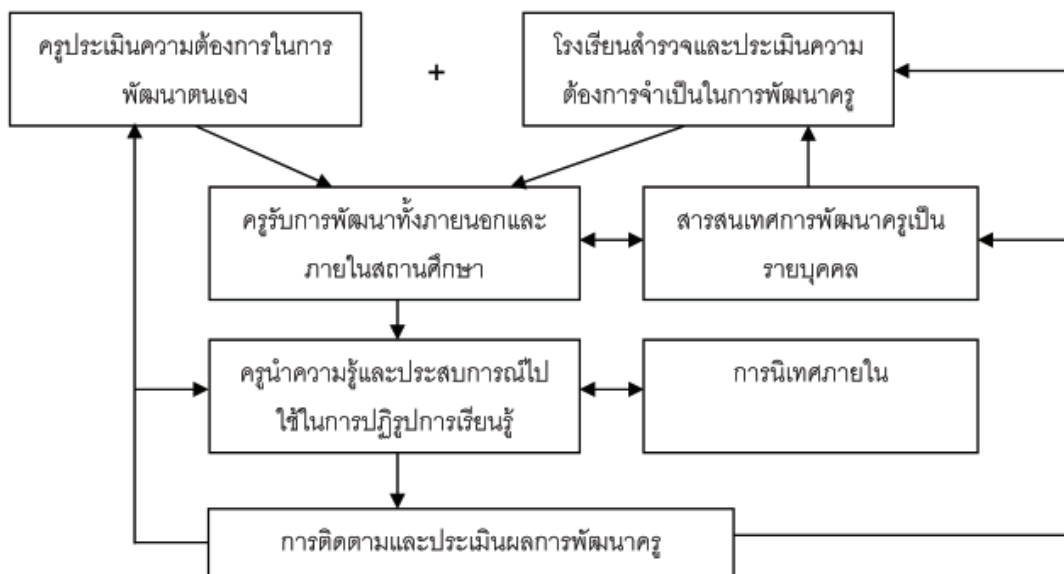 ครูประเมินความต้องการในการ
พัฒนาตนเอง
+
โรงเรียนสำรวจและประเมินความ
ต้องการจำเป็นในการพัฒนาครู
ครูรับการพัฒนาทั้งภายนอกและ
ภายในสถานศึกษา
สารสนเทศการพัฒนาครูเป็น
รายบุคคล
ครูนำความรู้และประสบการณ์ไป
ใช้ในการปฏิรูปการเรียนรู้
การนิเทศภายใน
การติดตามและประเมินผลการพัฒนาครู